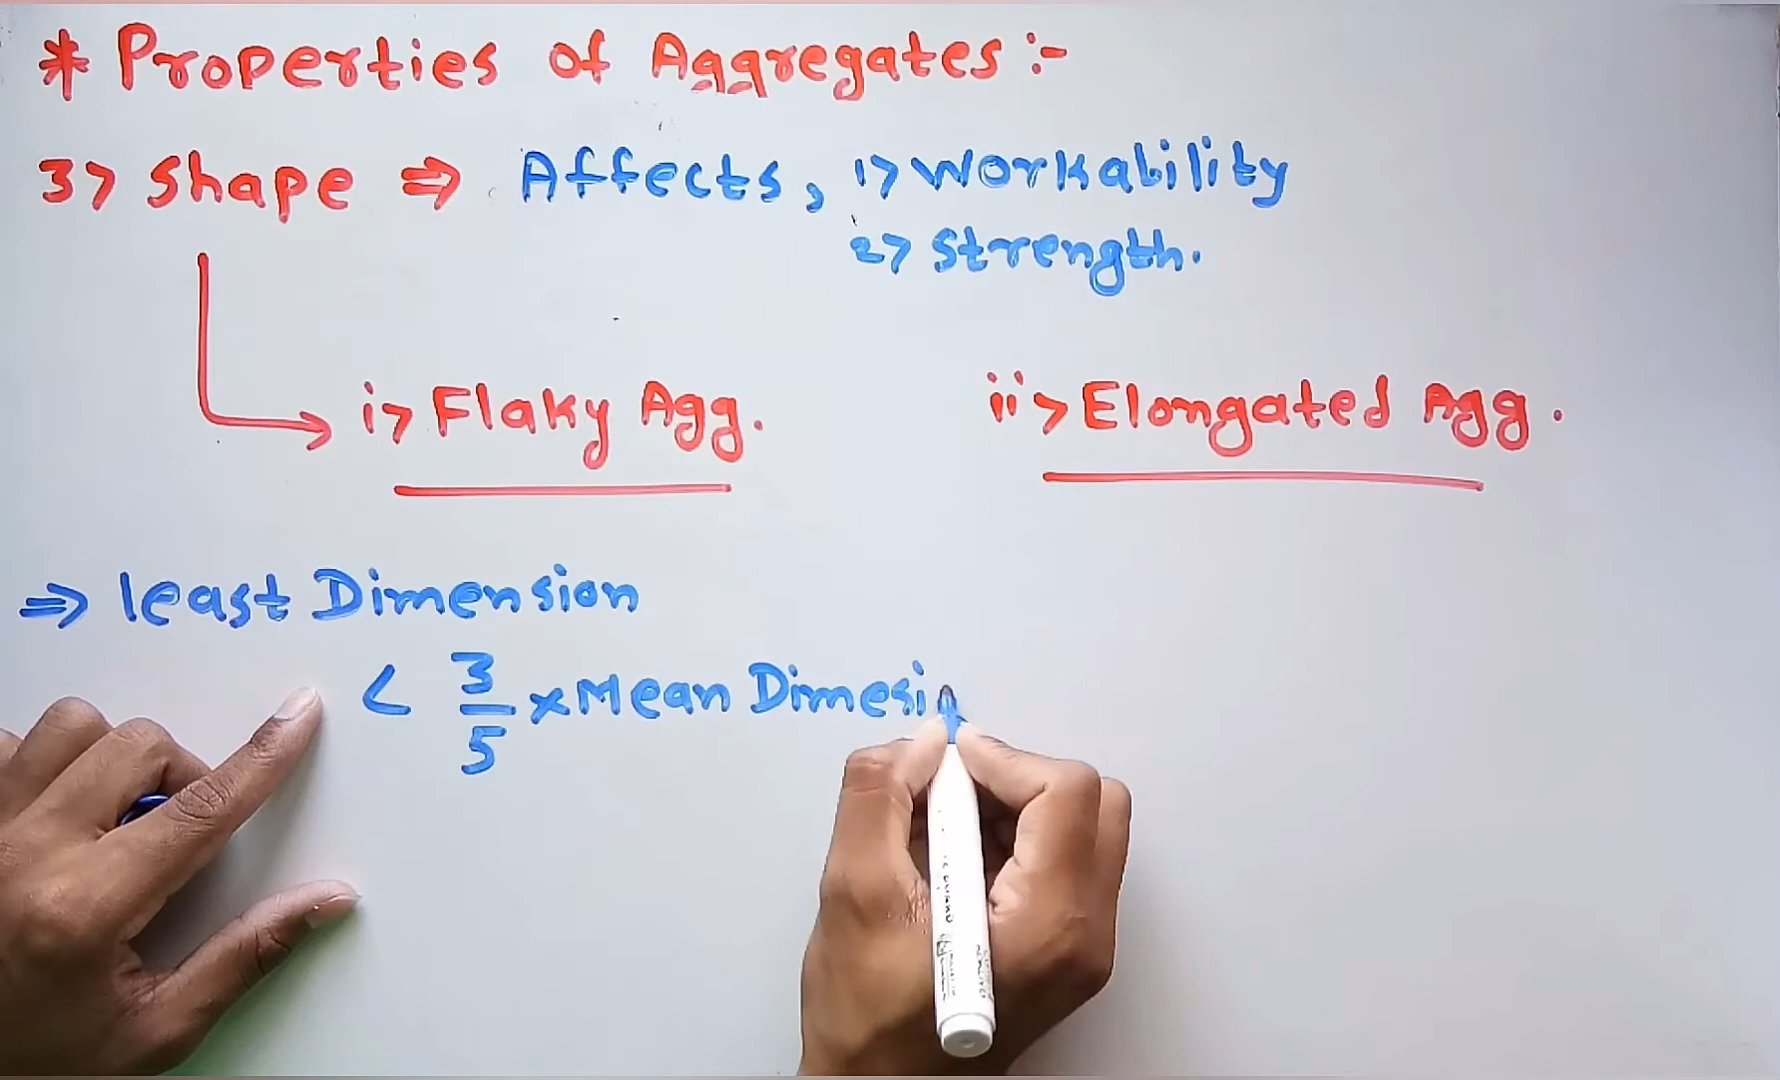 * Properties of Aggregates :-
3> Shape ⇒ Affects, 1> Workability
2> Strength.
i> Flaky Agg.
ii> Elongated Agg.
⇒ least Dimension
< 3/5 × Mean Dimesi